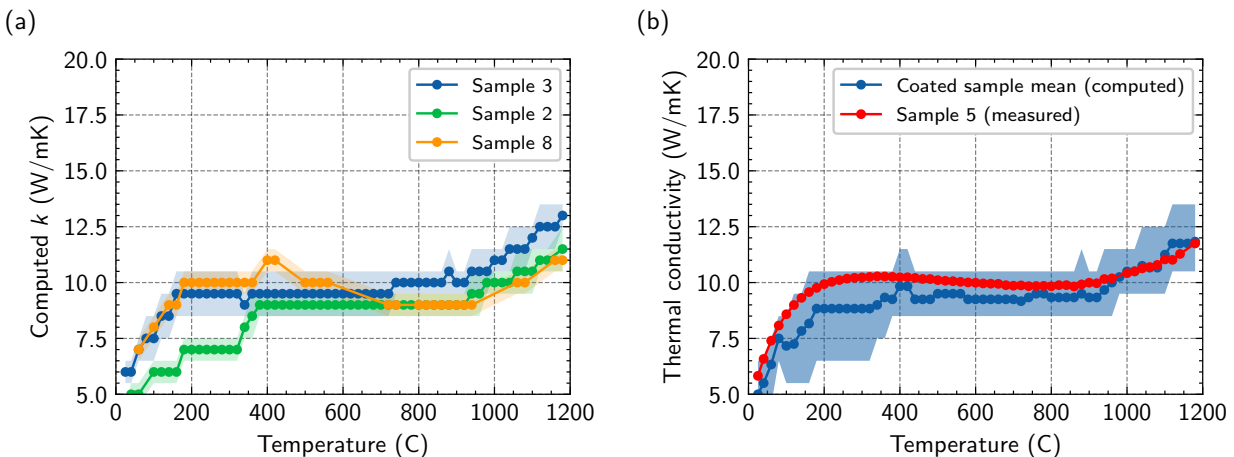 (a)
(b)
20.0
17.5
15.0
12.5
10.0
7.5
5.0
Computed k (W/mK)
Sample 3
Sample 2
Sample 8
0 200 400 600 800 1000 1200
Temperature (C)
20.0
17.5
15.0
12.5
10.0
7.5
5.0
Thermal conductivity (W/mK)
Coated sample mean (computed)
Sample 5 (measured)
0 200 400 600 800 1000 1200
Temperature (C)